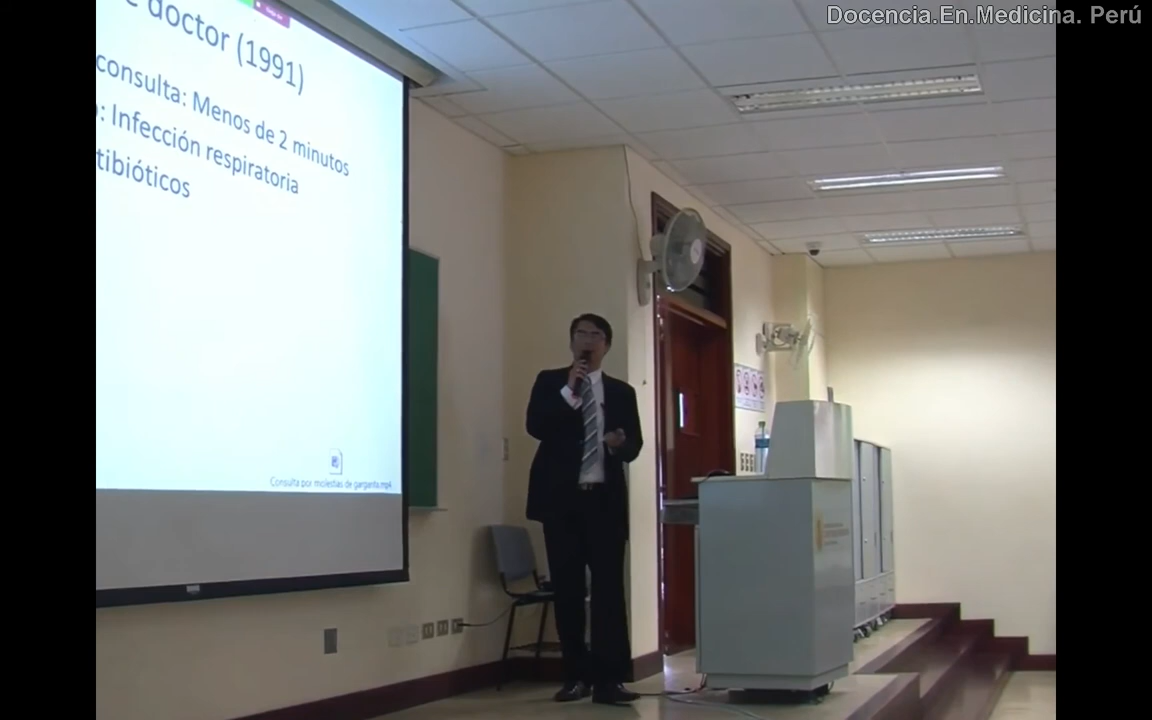 Docencia.En.Medicina. Perú
doctor (1991)
consulta: Menos de 2 minutos
: Infección respiratoria
tibióticos
Consulta por molestias de garganta.mp4